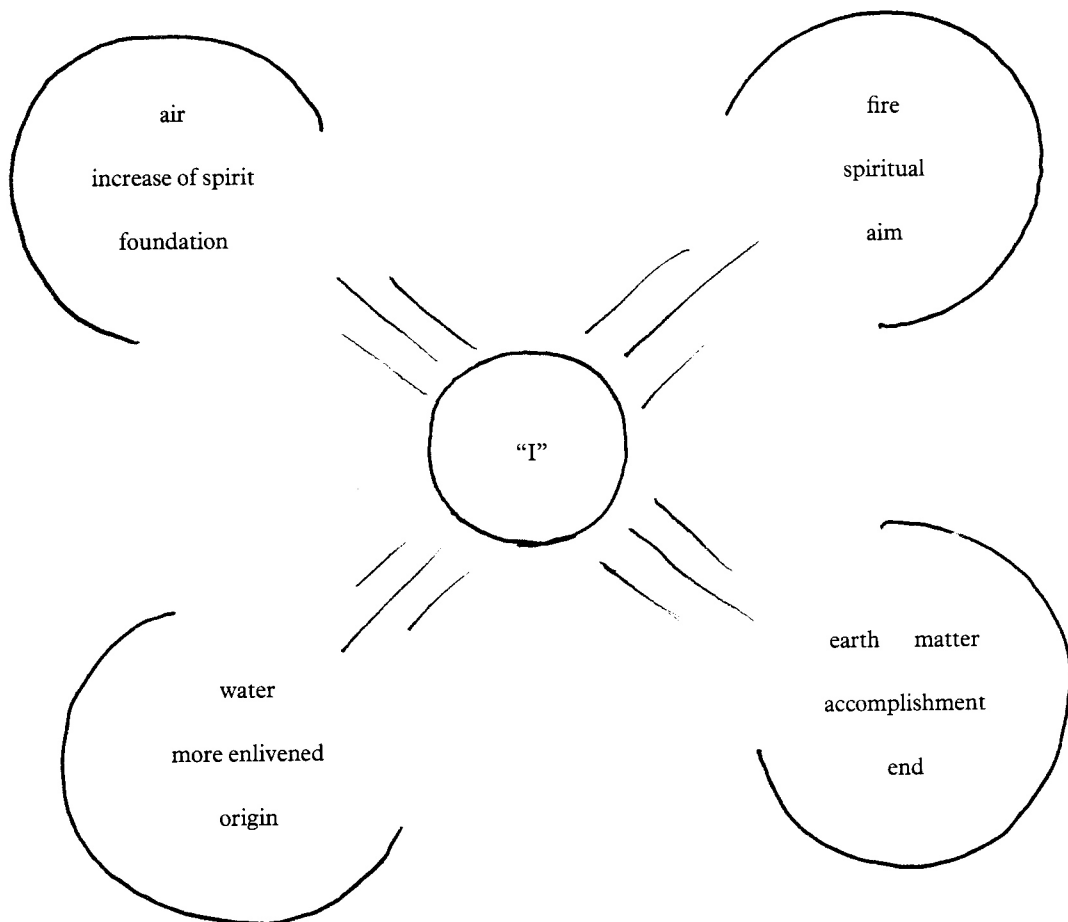 air
increase of spirit
foundation
fire
spiritual
aim
“I”
water
more enlivened
origin
earth matter
accomplishment
end